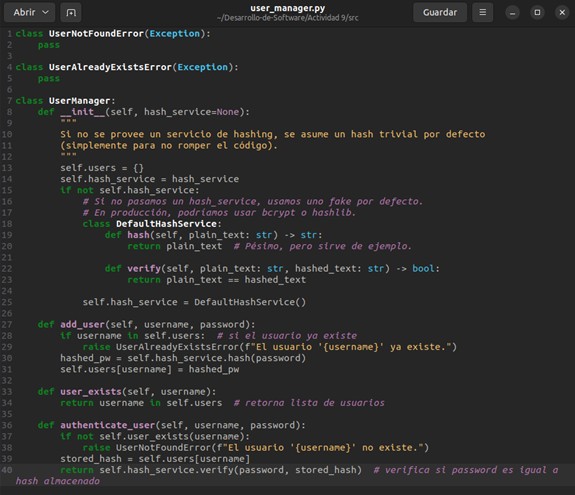 Abrir
user_manager.py
~/Desarrollo-de-Software/Actividad 9/src
Guardar
1 class UserNotFoundError(Exception):
2     pass
3
4 class UserAlreadyExistsError(Exception):
5     pass
6
7 class UserManager:
8     def __init__(self, hash_service=None):
9         """
10         Si no se provee un servicio de hashing, se asume un hash trivial por defecto
11         (simplemente para no romper el código).
12         """
13         self.users = {}
14         self.hash_service = hash_service
15         if not self.hash_service:
16             # Si no pasamos un hash_service, usamos uno fake por defecto.
17             # En producción, podríamos usar bcrypt o hashlib.
18             class DefaultHashService:
19                 def hash(self, plain_text: str) -> str:
20                     return plain_text  # Pésimo, pero sirve de ejemplo.
21
22                 def verify(self, plain_text: str, hashed_text: str) -> bool:
23                     return plain_text == hashed_text
24
25             self.hash_service = DefaultHashService()
26
27     def add_user(self, username, password):
28         if username in self.users:  # si el usuario ya existe
29             raise UserAlreadyExistsError(f"El usuario '{username}' ya existe.")
30         hashed_pw = self.hash_service.hash(password)
31         self.users[username] = hashed_pw
32
33     def user_exists(self, username):
34         return username in self.users  # retorna lista de usuarios
35
36     def authenticate_user(self, username, password):
37         if not self.user_exists(username):
38             raise UserNotFoundError(f"El usuario '{username}' no existe.")
39         stored_hash = self.users[username]
40         return self.hash_service.verify(password, stored_hash)  # verifica si password es igual a
hash almacenado